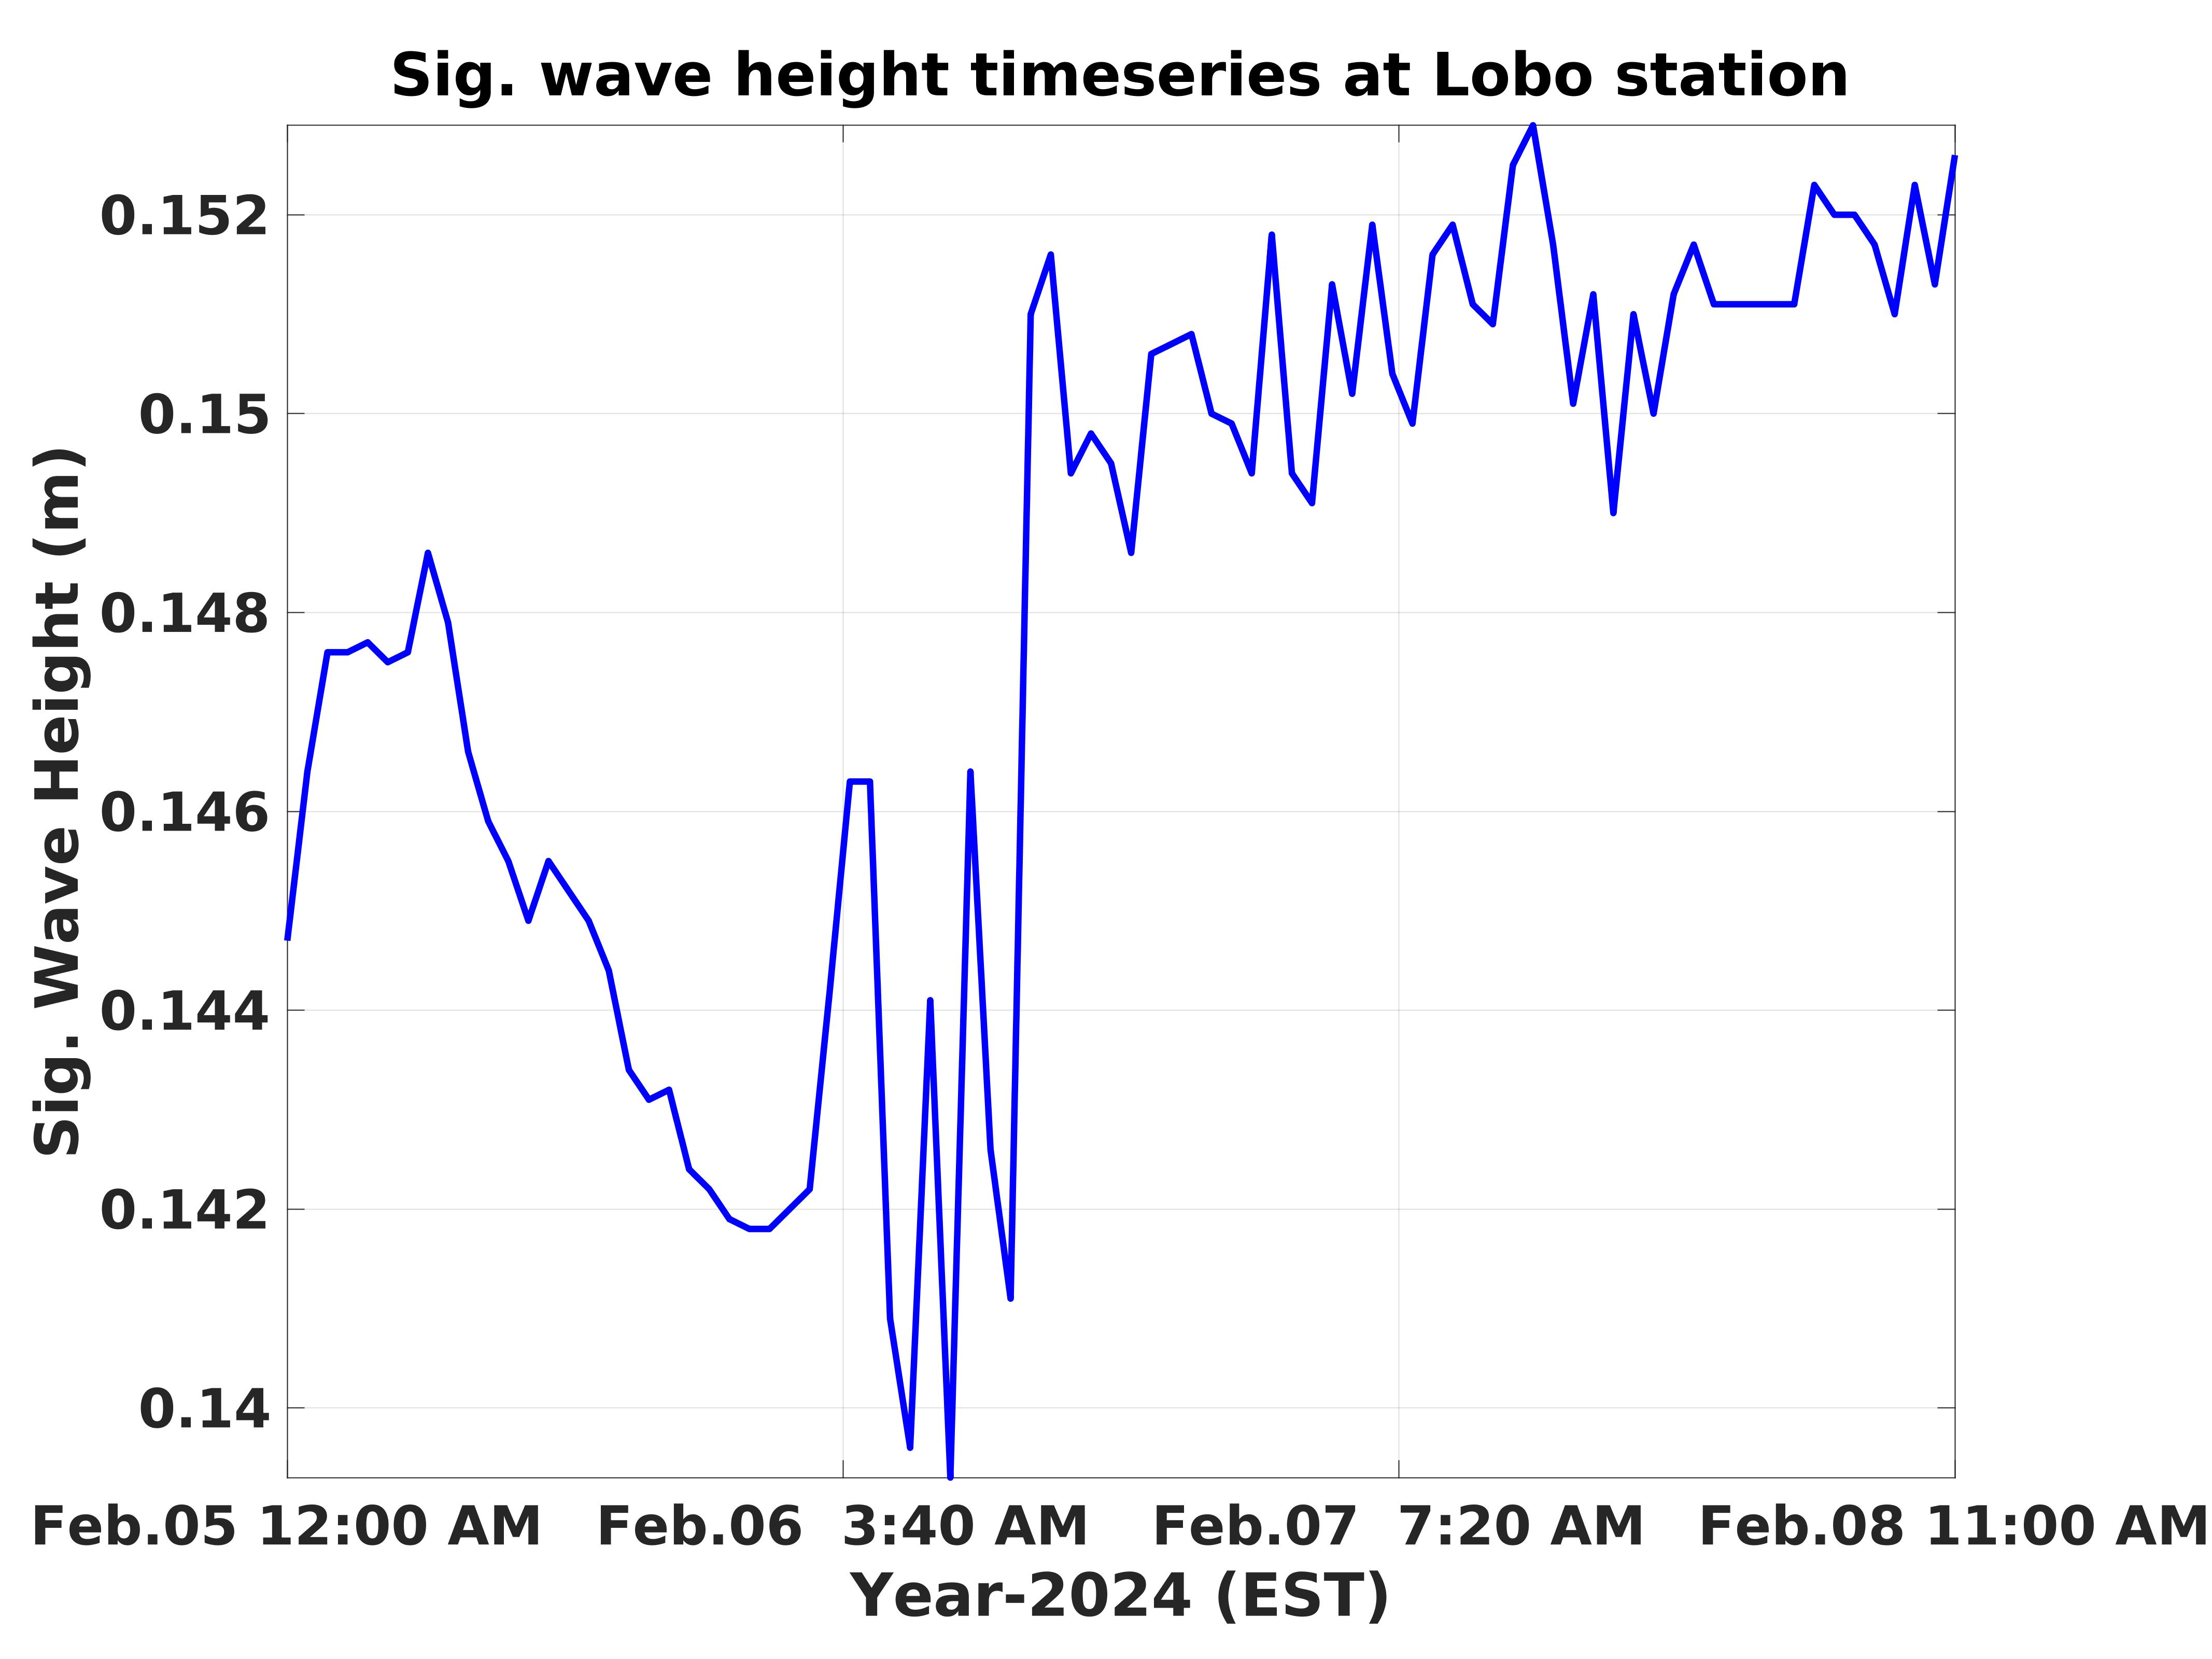 Sig. wave height timeseries at Lobo station
Sig. Wave Height (m)
0.152
0.15
0.148
0.146
0.144
0.142
0.14
Feb.05 12:00 AM Feb.06 3:40 AM Feb.07 7:20 AM Feb.08 11:00 AM
Year-2024 (EST)